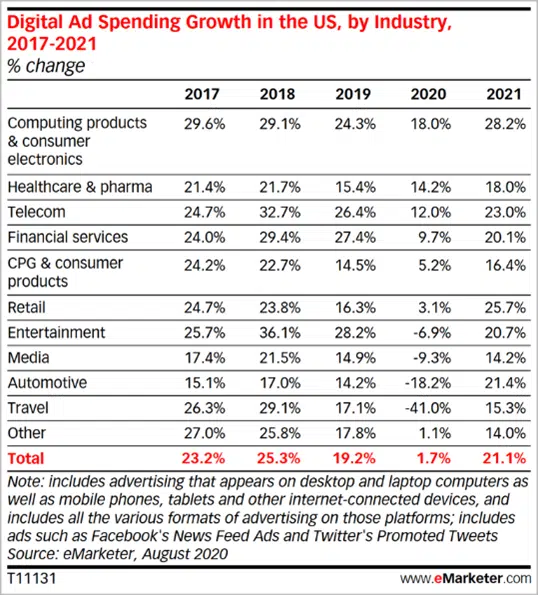 Digital Ad Spending Growth in the US, by Industry,
2017-2021
% change
2017 2018 2019 2020 2021
Computing products
& consumer
electronics 29.6% 29.1% 24.3% 18.0% 28.2%
Healthcare & pharma 21.4% 21.7% 15.4% 14.2% 18.0%
Telecom 24.7% 32.7% 26.4% 12.0% 23.0%
Financial services 24.0% 29.4% 27.4% 9.7% 20.1%
CPG & consumer
products 24.2% 22.7% 14.5% 5.2% 16.4%
Retail 24.7% 23.8% 16.3% 3.1% 25.7%
Entertainment 25.7% 36.1% 28.2% -6.9% 20.7%
Media 17.4% 21.5% 14.9% -9.3% 14.2%
Automotive 15.1% 17.0% 14.2% -18.2% 21.4%
Travel 26.3% 29.1% 17.1% -41.0% 15.3%
Other 27.0% 25.8% 17.8% 1.1% 14.0%
Total 23.2% 25.3% 19.2% 1.7% 21.1%
Note: includes advertising that appears on desktop and laptop computers as
well as mobile phones, tablets and other internet-connected devices, and
includes all the various formats of advertising on those platforms; includes
ads such as Facebook's News Feed Ads and Twitter's Promoted Tweets
Source: eMarketer, August 2020
T11131 www.eMarketer.com